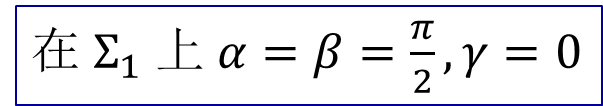 在 Σ₁ 上 α = β = π/2, γ = 0